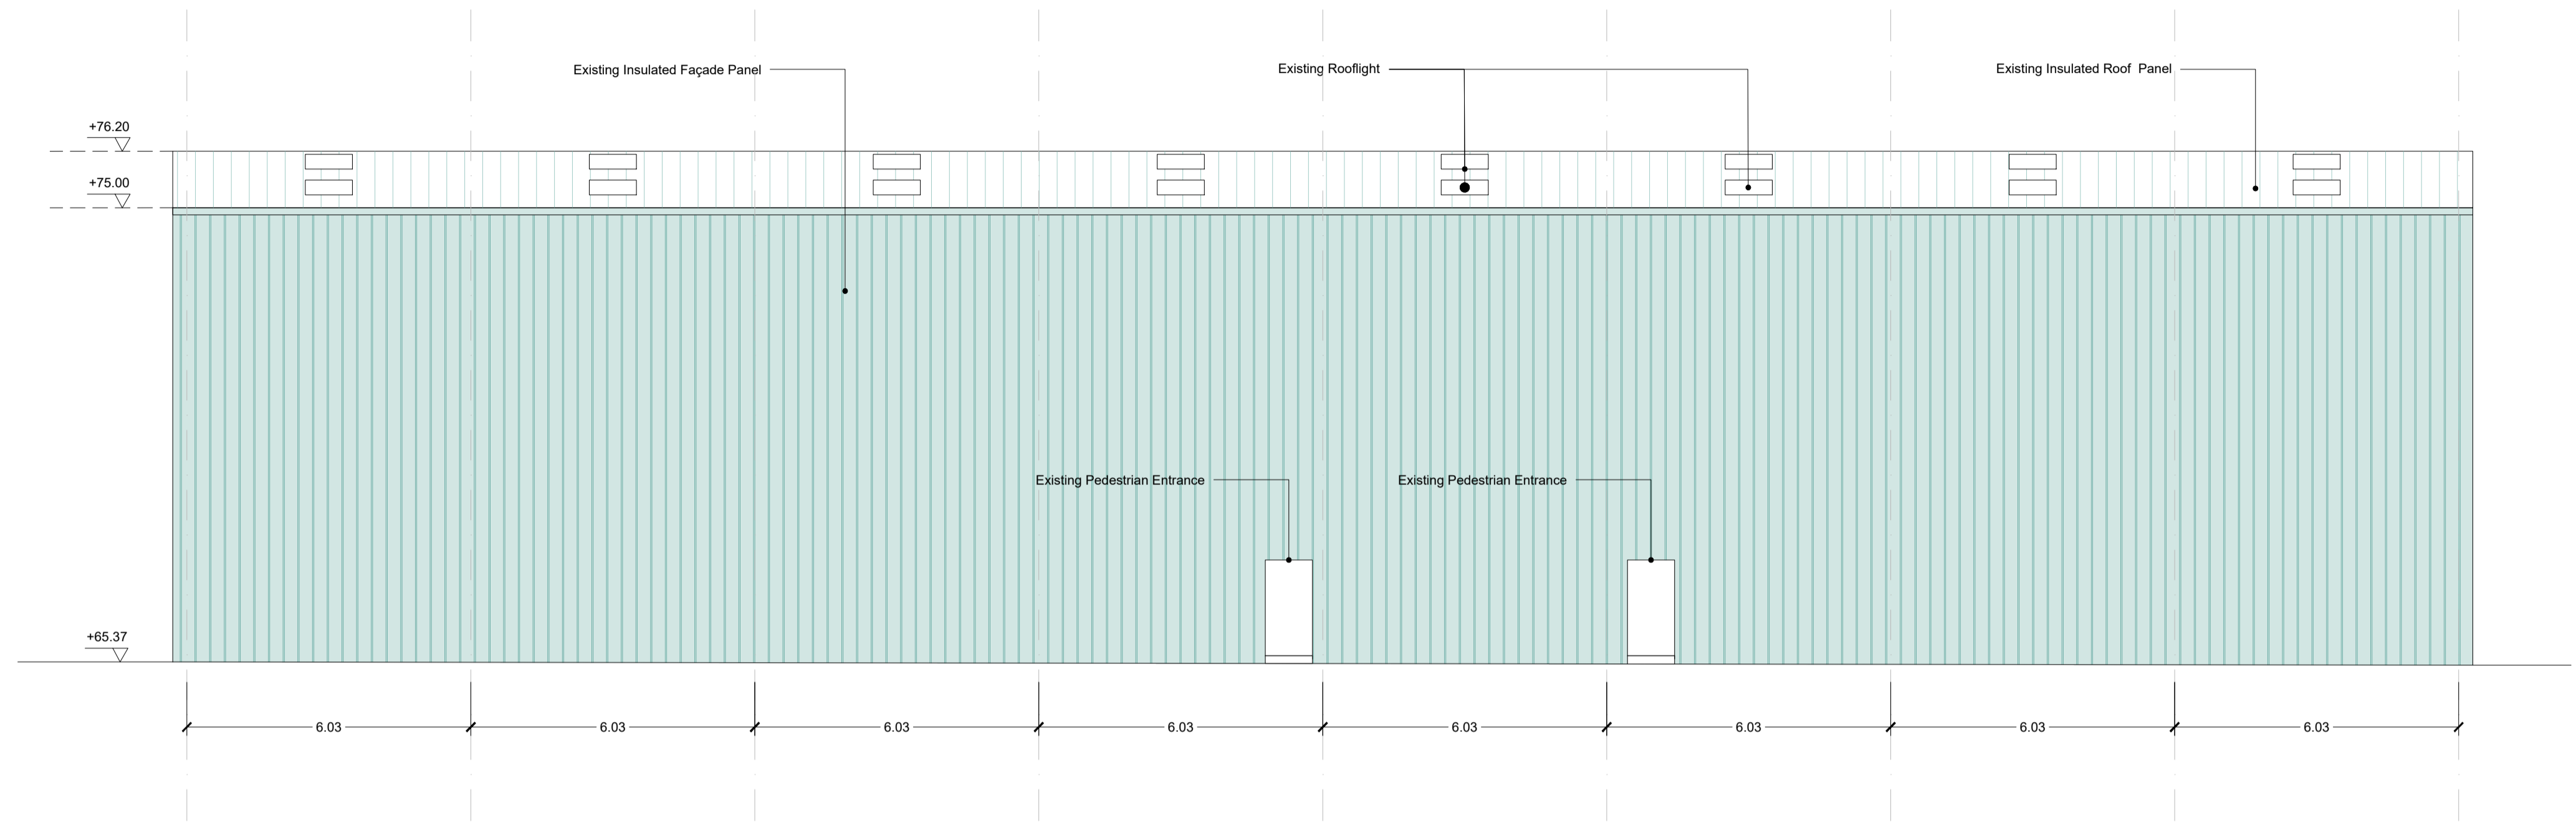 Existing Insulated Façade Panel
Existing Rooflight
Existing Insulated Roof Panel
+76.20
+75.00
Existing Pedestrian Entrance
Existing Pedestrian Entrance
+65.37
6.03
6.03
6.03
6.03
6.03
6.03
6.03
6.03